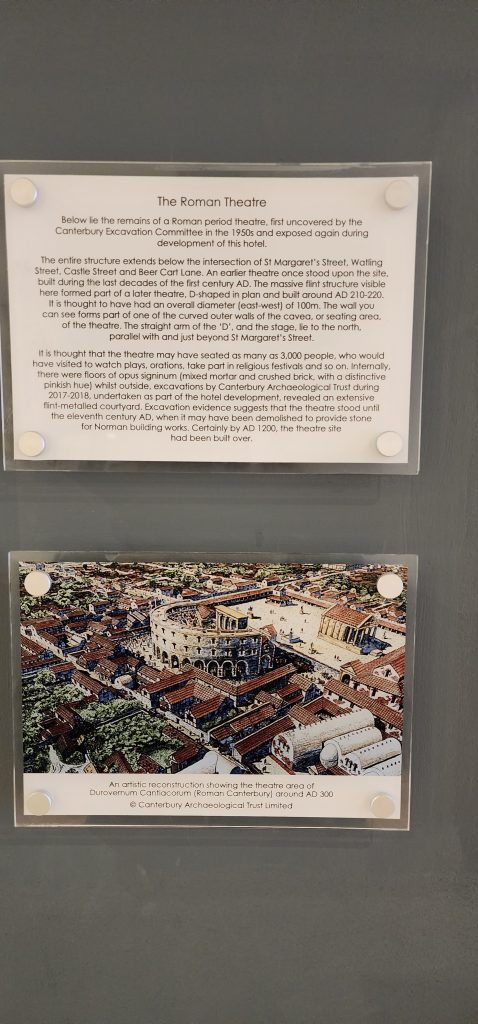 The Roman Theatre
Below lie the remains of a Roman period theatre, first uncovered by the
Canterbury Excavation Committee in the 1950s and exposed again during
development of this hotel.
The entire structure extends below the intersection of St Margaret's Street, Watling
Street, Castle Street and Beer Cart Lane. An earlier theatre once stood upon the site,
built during the last decades of the first century AD. The massive flint structure visible
here formed part of a later theatre, D-shaped in plan and built around AD 210-220.
It is thought to have had an overall diameter (east-west) of 100m. The wall you
can see forms part of one of the curved outer walls of the cavea, or seating area,
of the theatre. The straight arm of the 'D', and the stage, lie to the north,
parallel with and just beyond St Margaret's Street.
It is thought that the theatre may have seated as many as 3,000 people, who would
have visited to watch plays, orations, take part in religious festivals and so on. Internally,
there were floors of opus signinum (mixed mortar and crushed brick, with a distinctive
pinkish hue) whilst outside, excavations by Canterbury Archaeological Trust during
2017-2018, undertaken as part of the hotel development, revealed an extensive
flint-metalled courtyard. Excavation evidence suggests that the theatre stood until
the eleventh century AD, when it may have been demolished to provide stone
for Norman building works. Certainly by AD 1200, the theatre site
had been built over.
An artistic reconstruction showing the theatre area of
Durovernum Cantiacorum (Roman Canterbury) around AD 300
© Canterbury Archaeological Trust Limited